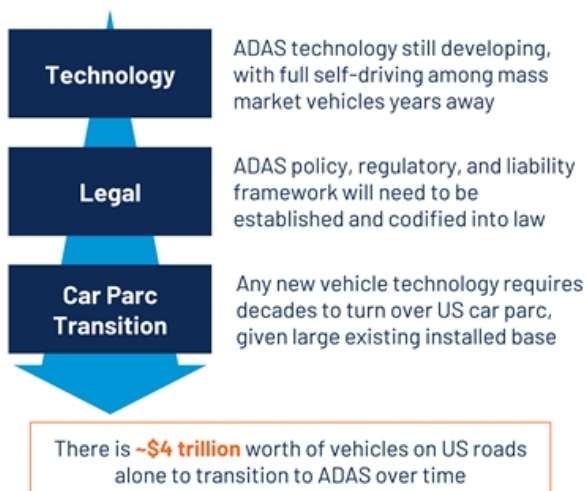 Technology
ADAS technology still developing,
with full self-driving among mass
market vehicles years away
Legal
ADAS policy, regulatory, and liability
framework will need to be
established and codified into law
Car Parc
Transition
Any new vehicle technology requires
decades to turn over US car parc,
given large existing installed base
There is ~$4 trillion worth of vehicles on US roads
alone to transition to ADAS over time